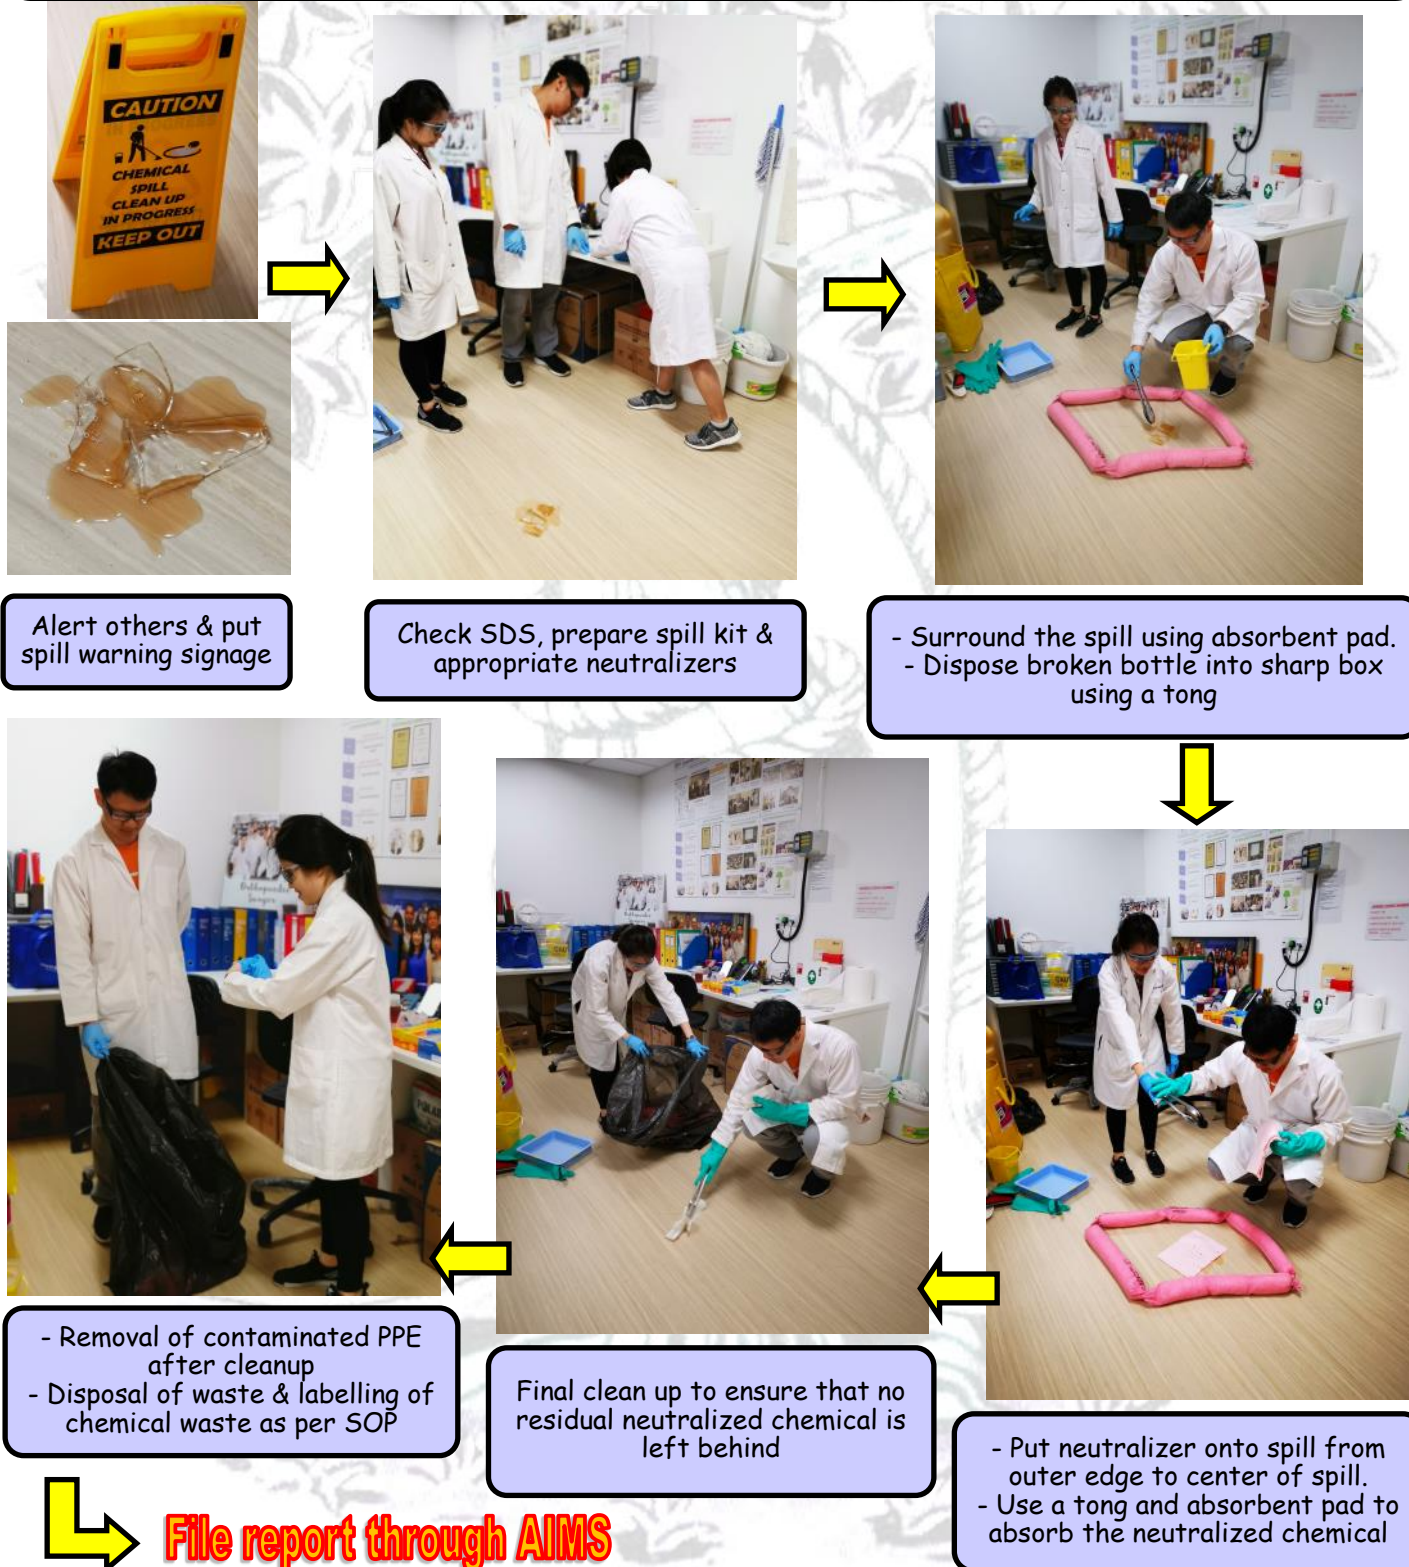 CAUTION
CHEMICAL
SPILL
CLEAN UP
IN PROGRESS
KEEP OUT
Alert others & put
spill warning signage
Check SDS, prepare spill kit &
appropriate neutralizers
- Surround the spill using absorbent pad.
- Dispose broken bottle into sharp box
using a tong
- Put neutralizer onto spill from
outer edge to center of spill.
- Use a tong and absorbent pad to
absorb the neutralized chemical
Final clean up to ensure that no
residual neutralized chemical is
left behind
- Removal of contaminated PPE
after cleanup
- Disposal of waste & labelling of
chemical waste as per SOP
File report through AIMS